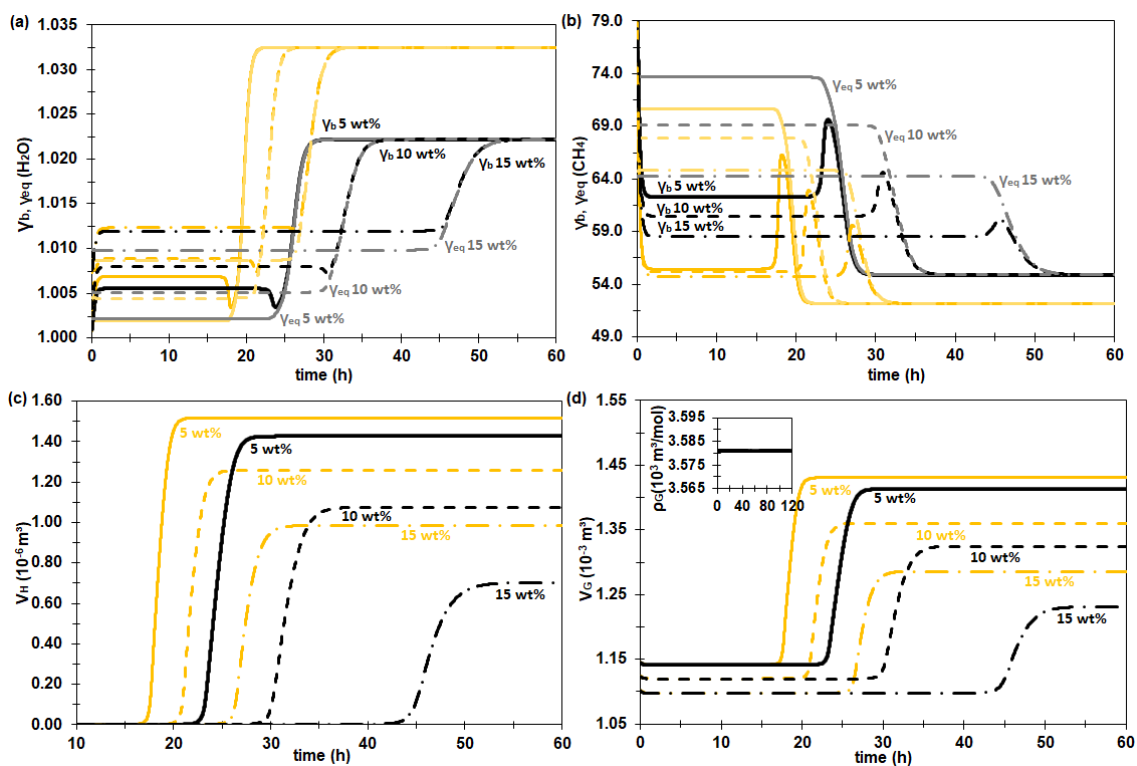 (a)
γb, γeq (H₂O)
1.035
1.030
1.025
1.020
1.015
1.010
1.005
1.000
0 10 20 30 40 50 60
time (h)
γb 5 wt%
γb 10 wt%
γb 15 wt%
γeq 15 wt%
γeq 10 wt%
γeq 5 wt%
(b)
γb, γeq (CH₄)
79.0
74.0
69.0
64.0
59.0
54.0
49.0
0 10 20 30 40 50 60
time (h)
γeq 5 wt%
γeq 10 wt%
γeq 15 wt%
γb 5 wt%
γb 10 wt%
γb 15 wt%
(c)
VH (10⁻⁶ m³)
1.60
1.40
1.20
1.00
0.80
0.60
0.40
0.20
0.00
10 20 30 40 50 60
time (h)
5 wt%
5 wt%
10 wt%
10 wt%
15 wt%
15 wt%
(d)
VG (10⁻³ m³)
1.55
1.45
1.35
1.25
1.15
1.05
0 10 20 30 40 50 60
time (h)
ρG(10³ m³/mol)
3.595
3.585
3.575
3.565
0 20 40 60 80 100 120
5 wt%
5 wt%
10 wt%
10 wt%
15 wt%
15 wt%